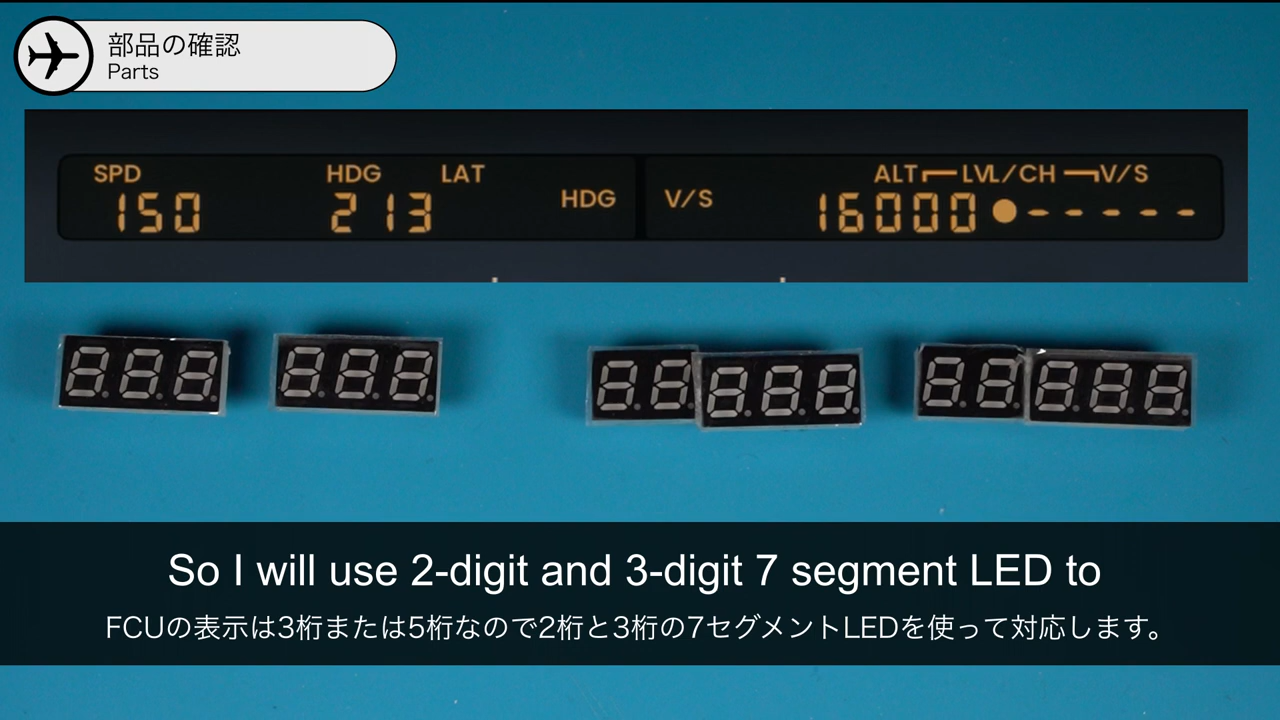 部品の確認
Parts
SPD HDG LAT ALT LVL/CH V/S
150 213 HDG V/S 16000 ●-----
So I will use 2-digit and 3-digit 7 segment LED to
FCUの表示は3桁または5桁なので2桁と3桁の7セグメントLEDを使って対応します。